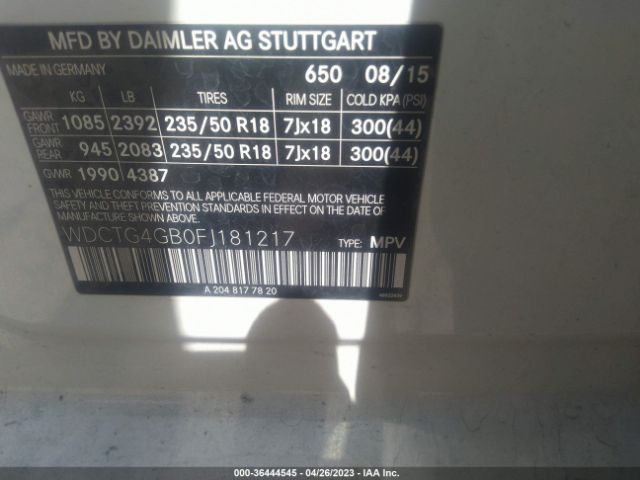 MFD BY DAIMLER AG STUTTGART
MADE IN GERMANY 650 08/15
KG LB TIRES RIM SIZE COLD KPA (PSI)
GAWR FRONT 1085 2392 235/50 R18 7Jx18 300(44)
GAWR REAR 945 2083 235/50 R18 7Jx18 300(44)
GVWR 1990 4387
THIS VEHICLE CONFORMS TO ALL APPLICABLE FEDERAL MOTOR VEHICLE
SAFETY AND THEFT PREVENTION STANDARDS IN EFFECT ON THE DATE OF
MANUFACTURE SHOWN ABOVE.
WDCTG4GB0FJ181217 TYPE: MPV
A 204 817 78 20
000-36444545 / 04/26/2023 / IAA Inc.